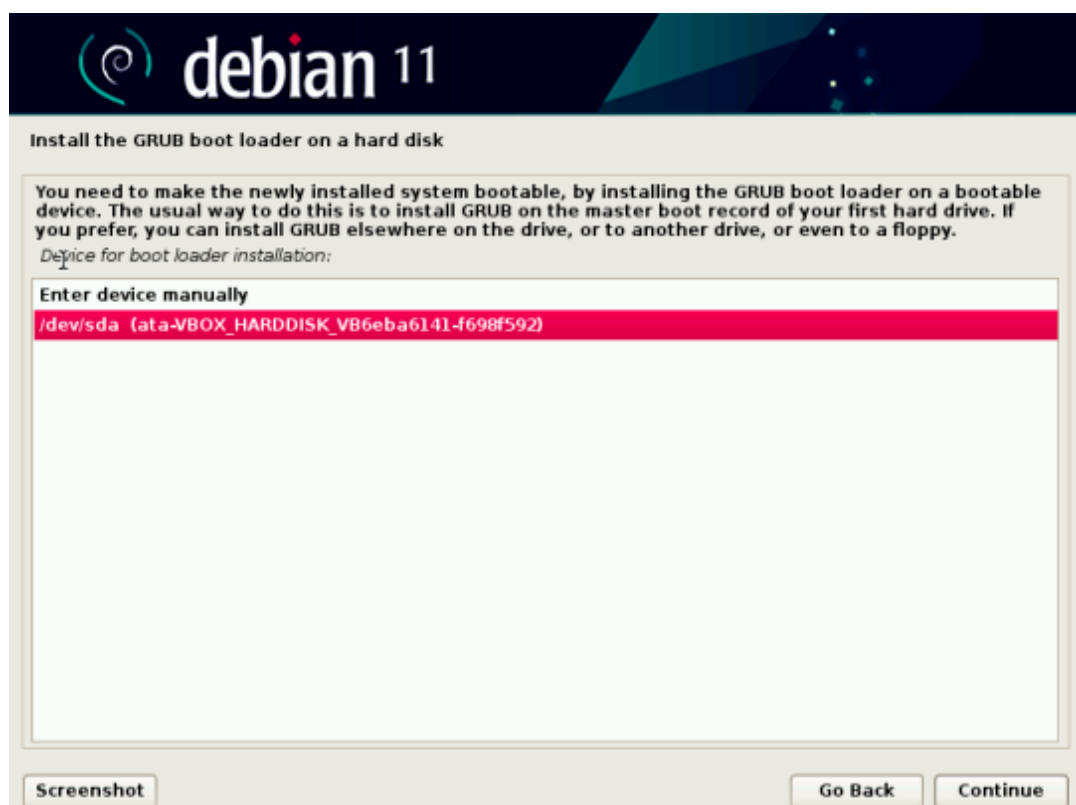 debian 11
Install the GRUB boot loader on a hard disk
You need to make the newly installed system bootable, by installing the GRUB boot loader on a bootable
device. The usual way to do this is to install GRUB on the master boot record of your first hard drive. If
you prefer, you can install GRUB elsewhere on the drive, or to another drive, or even to a floppy.
Device for boot loader installation:
Enter device manually
/dev/sda (ata-VBOX_HARDDISK_VB6eba6141-f698f592)
Screenshot
Go Back
Continue